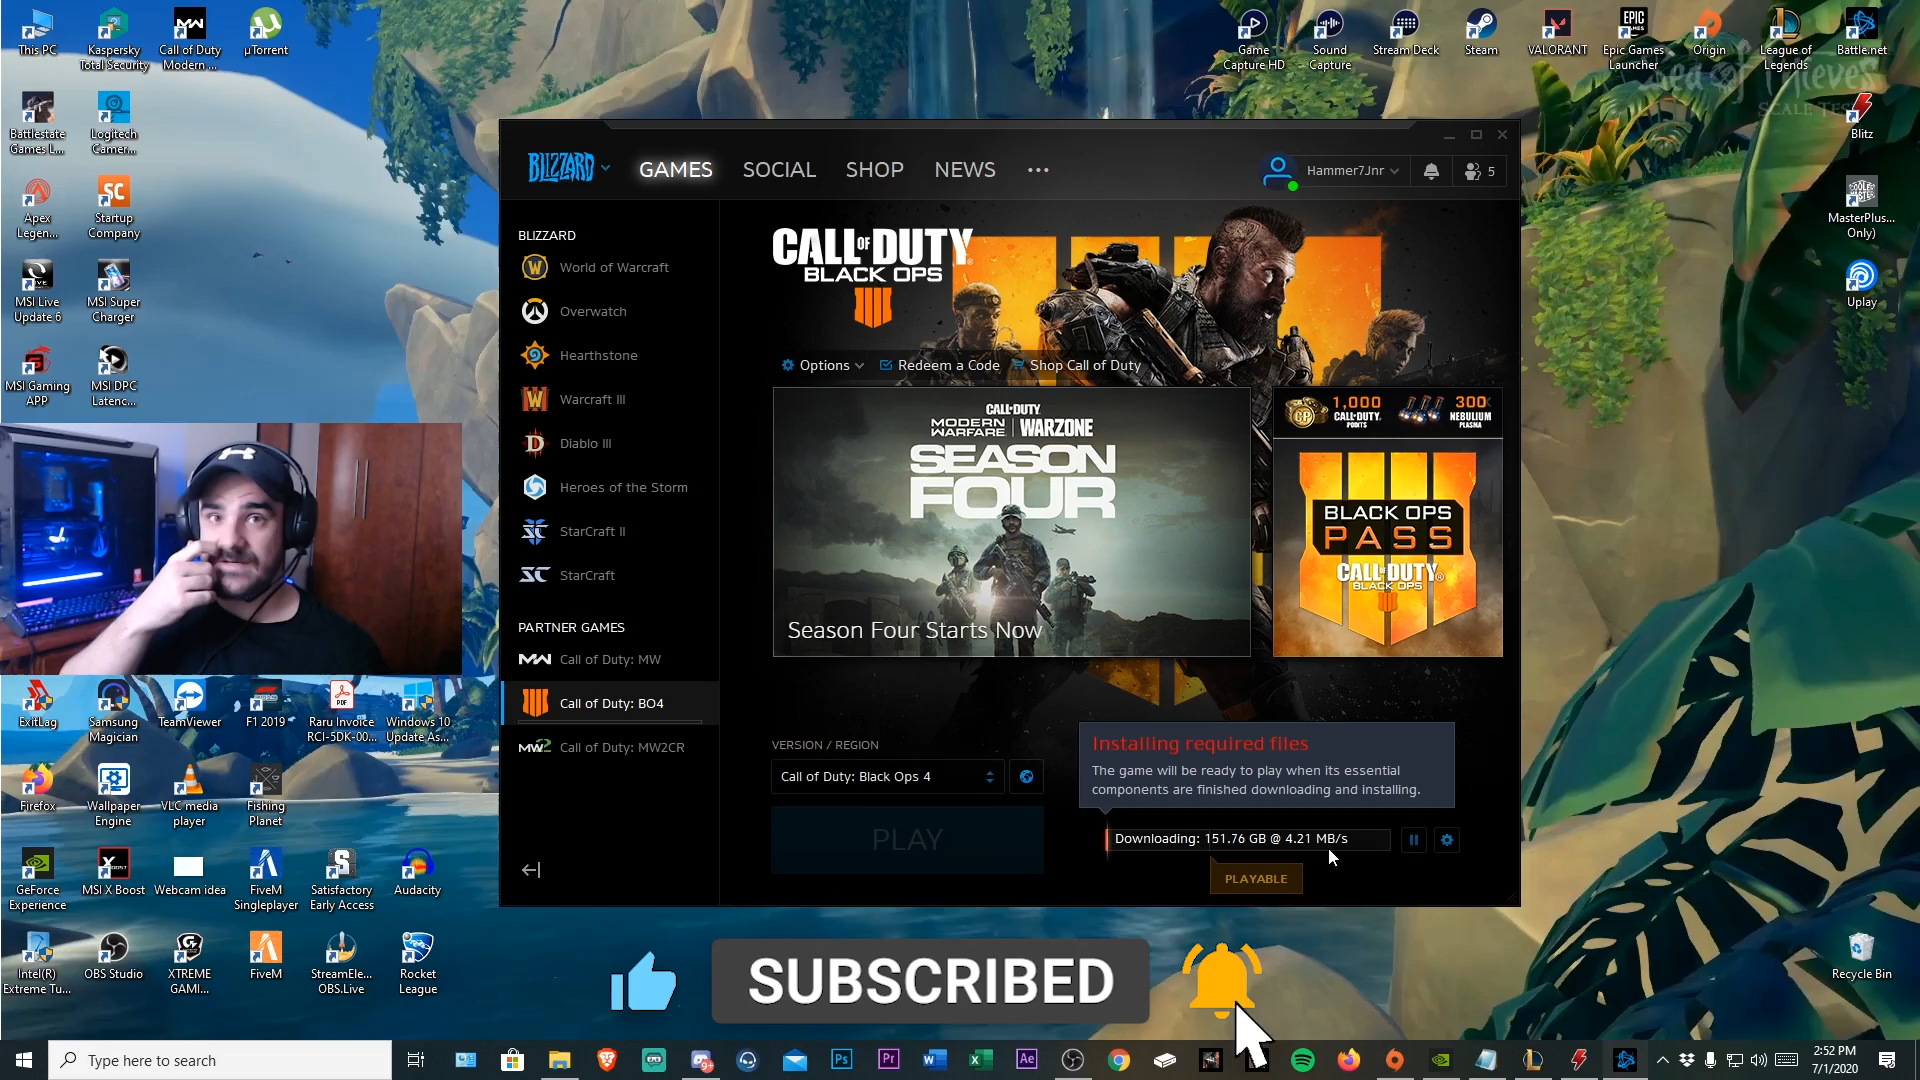 This PC
Kaspersky
Total Security
Call of Duty
Modern ...
µTorrent
Game
Capture HD
Sound
Capture
Stream Deck
Steam
VALORANT
Epic Games
Launcher
Origin
League of
Legends
Battle.net
Sea of Thieves
Battlestate
Games L...
Logitech
Camer...
Blitz
Apex
Legen...
Startup
Company
MasterPlus...
Only)
MSI Live
Update 6
MSI Super
Charger
Uplay
MSI Gaming
APP
MSI DPC
Latenc...
BLIZZARD
GAMES
SOCIAL
SHOP
NEWS
...
Hammer7Jnr
5
BLIZZARD
World of Warcraft
Overwatch
Hearthstone
Warcraft III
Diablo III
Heroes of the Storm
StarCraft II
StarCraft
PARTNER GAMES
Call of Duty: MW
Call of Duty: BO4
Call of Duty: MW2CR
CALL OF DUTY
BLACK OPS
Options
Redeem a Code
Shop Call of Duty
CALL OF DUTY
MODERN WARFARE | WARZONE
SEASON
FOUR
Season Four Starts Now
1,000
CALL OF DUTY
POINTS
300
NEBULIUM
PLASMA
BLACK OPS
PASS
CALL OF DUTY
BLACK OPS
VERSION / REGION
Call of Duty: Black Ops 4
PLAY
Installing required files
The game will be ready to play when its essential
components are finished downloading and installing.
Downloading: 151.76 GB @ 4.21 MB/s
PLAYABLE
ExitLag
Samsung
Magician
TeamViewer
F1 2019
Raru Invoice
RCI-5DK-00...
Windows 10
Update As...
Firefox
Wallpaper
Engine
VLC media
player
Fishing
Planet
GeForce
Experience
MSI X Boost
Webcam idea
FiveM
Singleplayer
Satisfactory
Early Access
Audacity
Intel(R)
Extreme Tu...
OBS Studio
XTREME
GAMI...
FiveM
StreamEle...
OBS.Live
Rocket
League
Recycle Bin
SUBSCRIBED
Type here to search
2:52 PM
7/1/2020